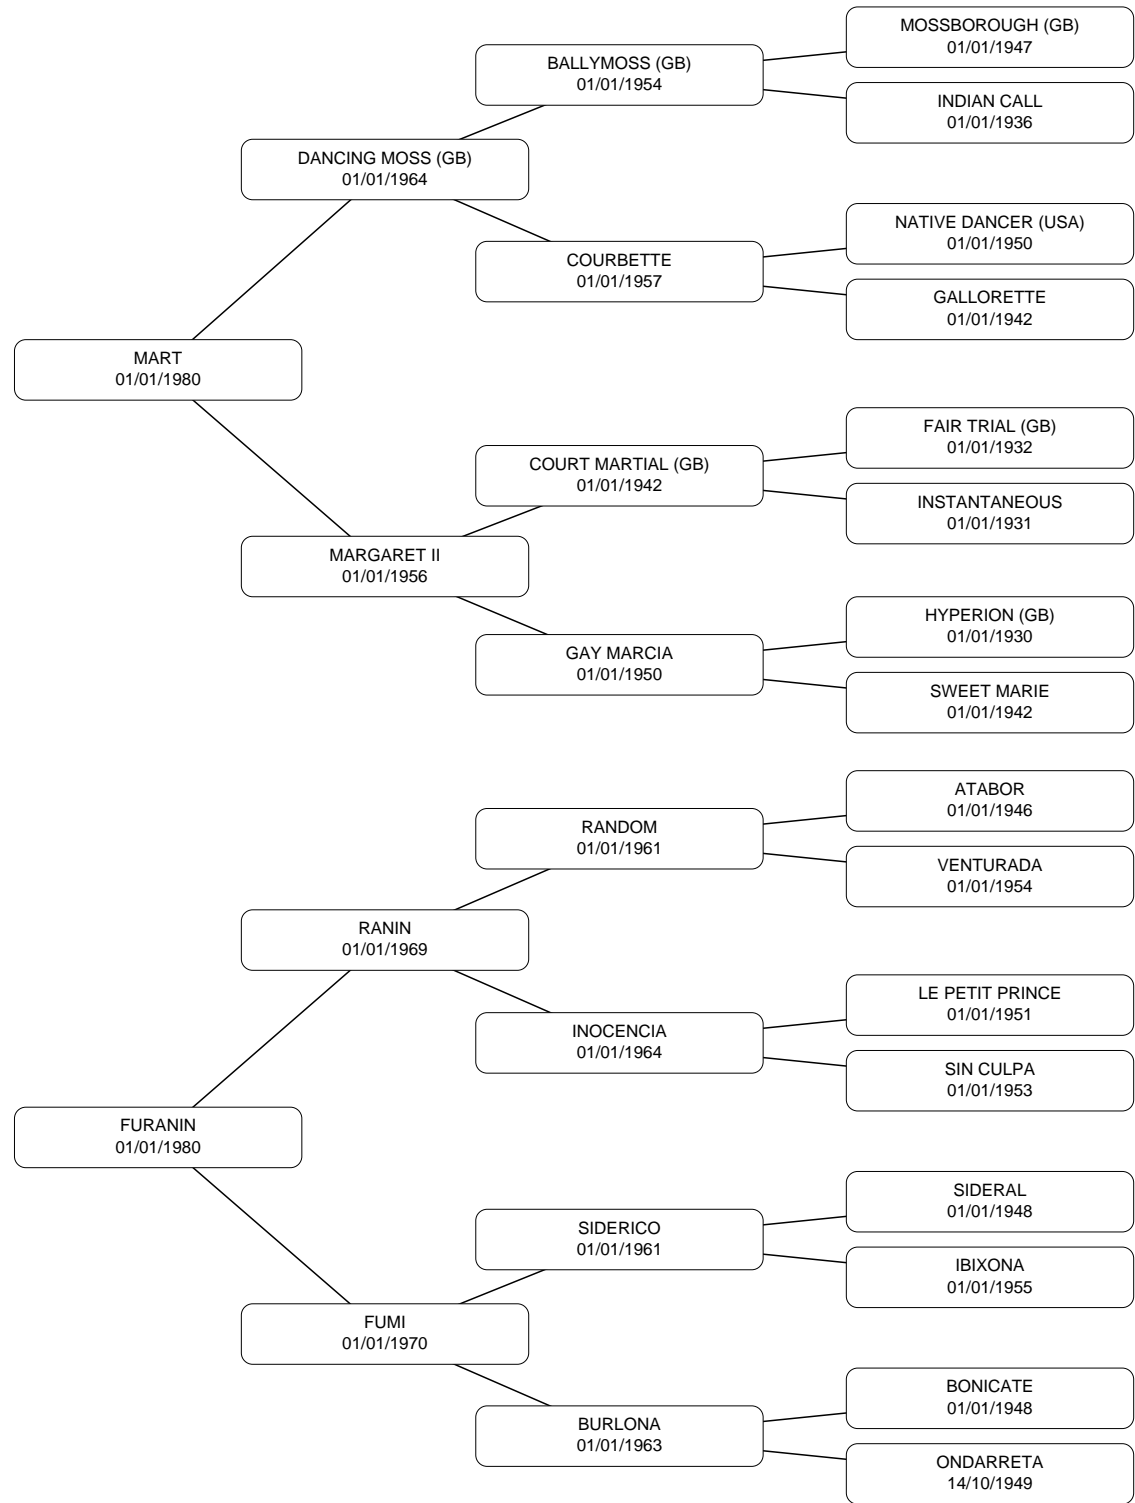 MOSSBOROUGH (GB)
01/01/1947
BALLYMOSS (GB)
01/01/1954
INDIAN CALL
01/01/1936
DANCING MOSS (GB)
01/01/1964
NATIVE DANCER (USA)
01/01/1950
COURBETTE
01/01/1957
GALLORETTE
01/01/1942
MART
01/01/1980
FAIR TRIAL (GB)
01/01/1932
COURT MARTIAL (GB)
01/01/1942
INSTANTANEOUS
01/01/1931
MARGARET II
01/01/1956
HYPERION (GB)
01/01/1930
GAY MARCIA
01/01/1950
SWEET MARIE
01/01/1942
ATABOR
01/01/1946
RANDOM
01/01/1961
VENTURADA
01/01/1954
RANIN
01/01/1969
LE PETIT PRINCE
01/01/1951
INOCENCIA
01/01/1964
SIN CULPA
01/01/1953
FURANIN
01/01/1980
SIDERAL
01/01/1948
SIDERICO
01/01/1961
IBIXONA
01/01/1955
FUMI
01/01/1970
BONICATE
01/01/1948
BURLONA
01/01/1963
ONDARRETA
14/10/1949